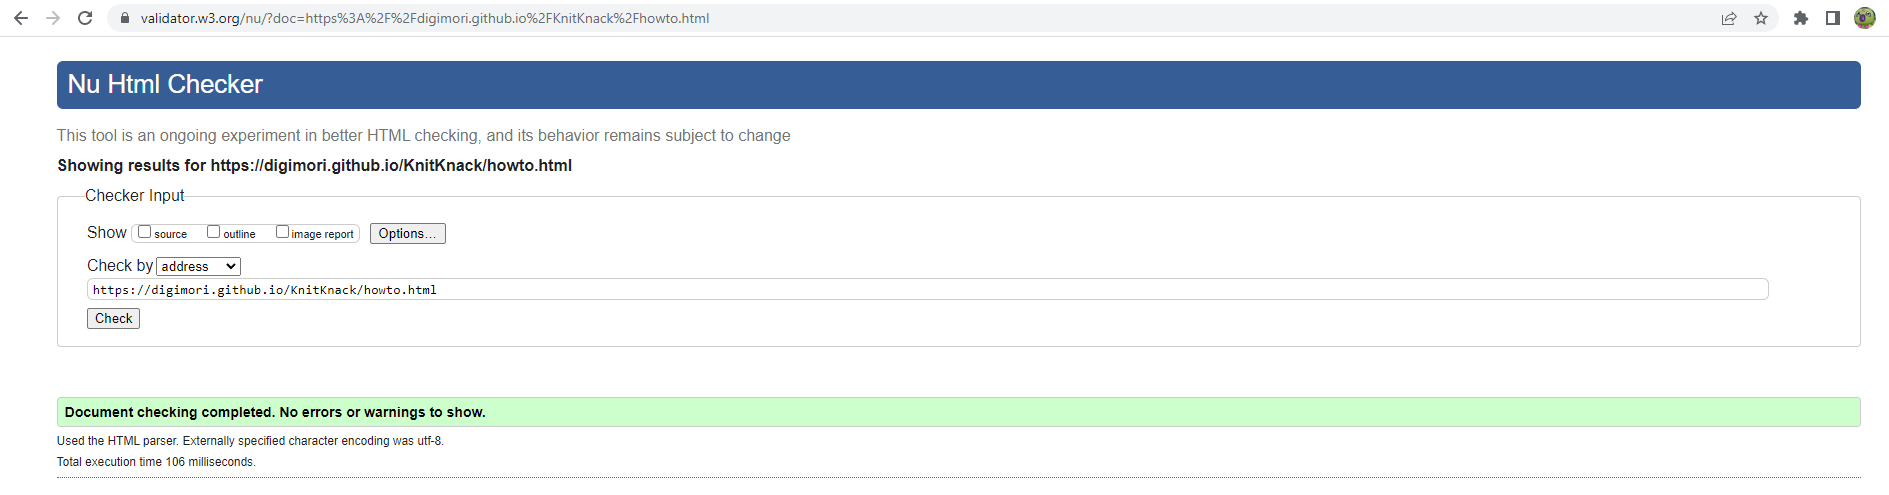 validator.w3.org/nu/?doc=https%3A%2F%2Fdigimori.github.io%2FKnitKnack%2Fhowto.html
Nu Html Checker
This tool is an ongoing experiment in better HTML checking, and its behavior remains subject to change
Showing results for https://digimori.github.io/KnitKnack/howto.html
Checker Input
Show source outline image report Options...
Check by address
https://digimori.github.io/KnitKnack/howto.html
Check
Document checking completed. No errors or warnings to show.
Used the HTML parser. Externally specified character encoding was utf-8.
Total execution time 106 milliseconds.